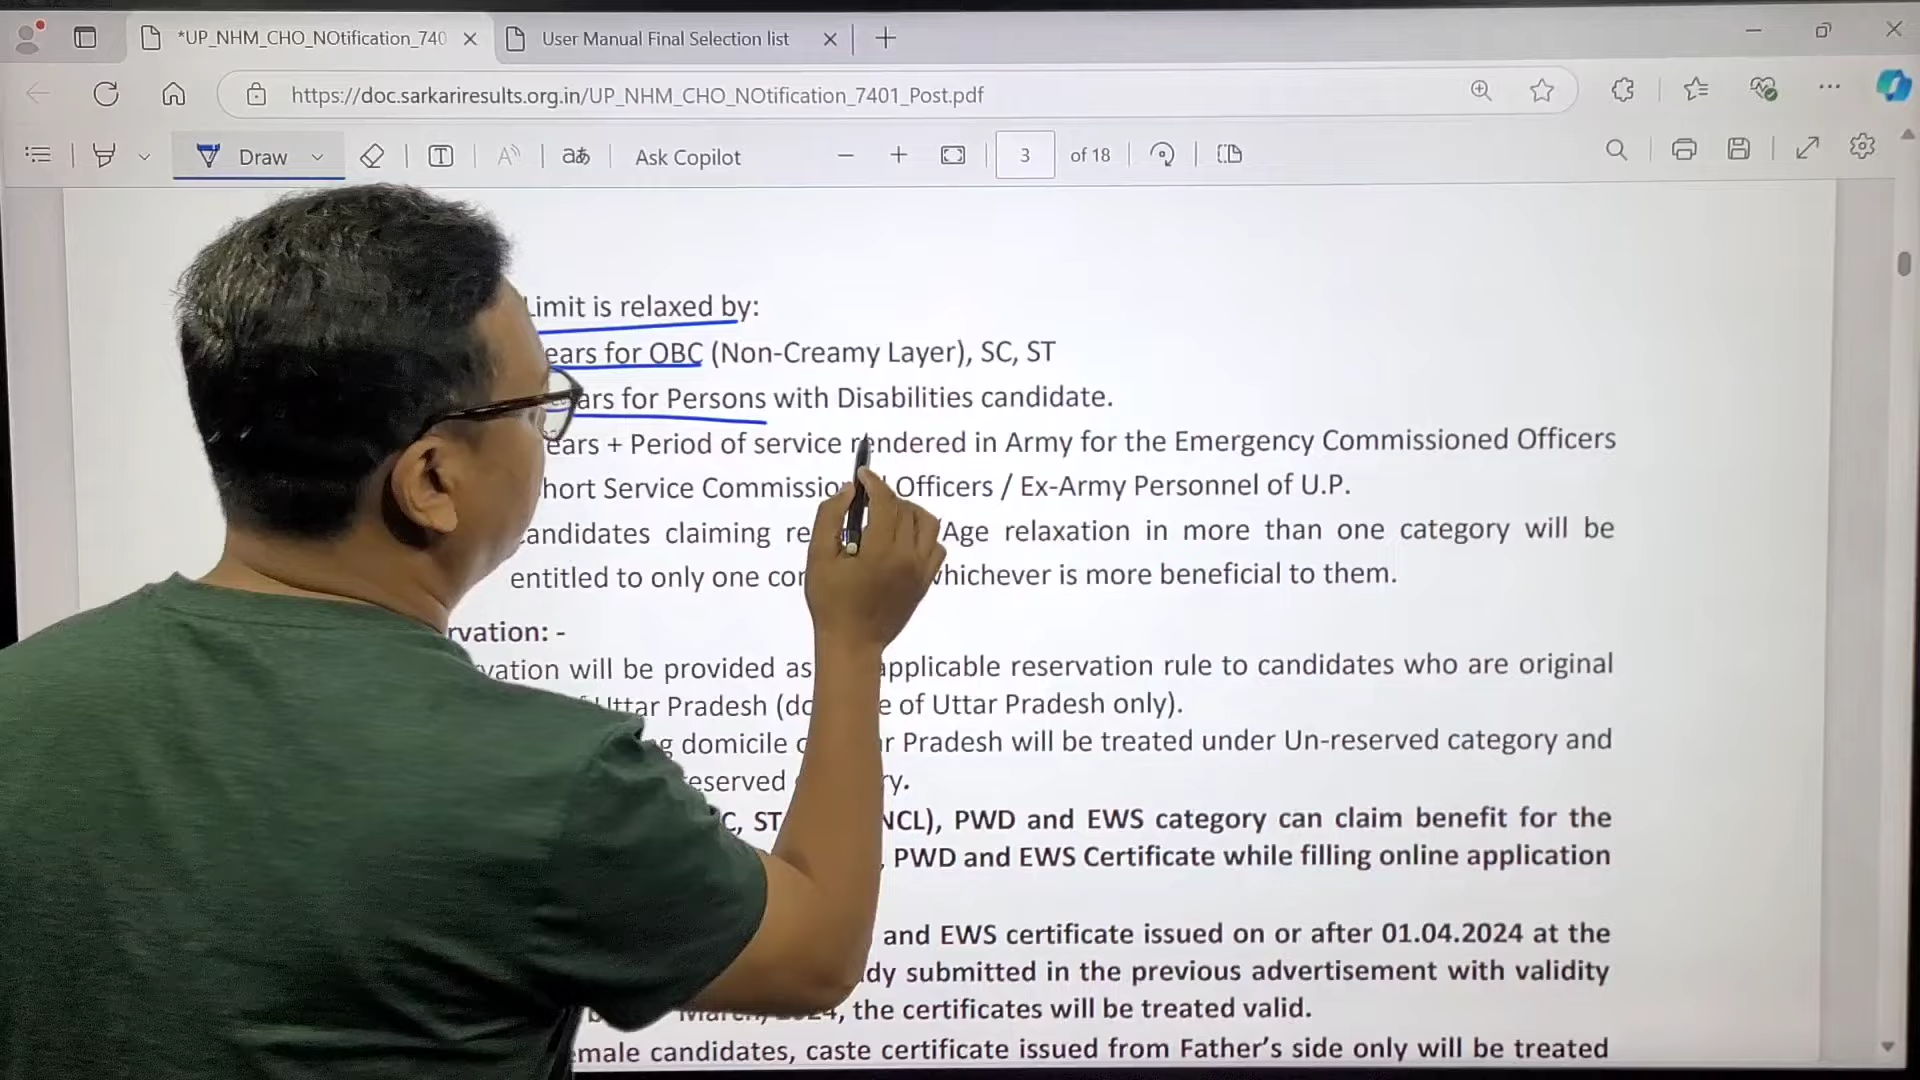 *UP_NHM_CHO_NOtification_740
User Manual Final Selection list
https://doc.sarkariresults.org.in/UP_NHM_CHO_NOtification_7401_Post.pdf
Draw
T
A
aあ
Ask Copilot
3 of 18
Limit is relaxed by:
ears for OBC (Non-Creamy Layer), SC, ST
ars for Persons with Disabilities candidate.
ears + Period of service rendered in Army for the Emergency Commissioned Officers
hort Service Commissio Officers / Ex-Army Personnel of U.P.
andidates claiming re /Age relaxation in more than one category will be
entitled to only one con whichever is more beneficial to them.
rvation: -
vation will be provided as applicable reservation rule to candidates who are original
Uttar Pradesh (do e of Uttar Pradesh only).
g domicile o r Pradesh will be treated under Un-reserved category and
eserved ry.
C, ST NCL), PWD and EWS category can claim benefit for the
, PWD and EWS Certificate while filling online application
and EWS certificate issued on or after 01.04.2024 at the
dy submitted in the previous advertisement with validity
March, 2024, the certificates will be treated valid.
emale candidates, caste certificate issued from Father's side only will be treated